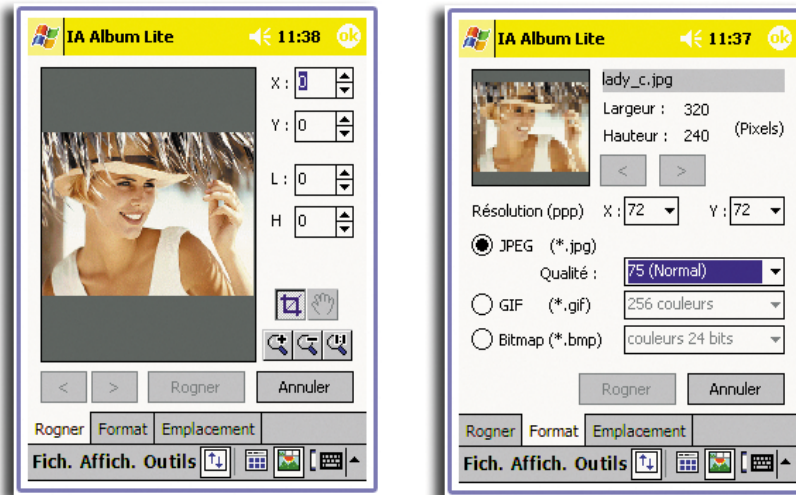 IA Album Lite 11:38 ok
X : 0
Y : 0
L : 0
H 0
< > Rogner Annuler
Rogner Format Emplacement
Fich. Affich. Outils
IA Album Lite 11:37 ok
lady_c.jpg
Largeur : 320
Hauteur : 240 (Pixels)
< >
Résolution (ppp) X : 72 Y : 72
JPEG (*.jpg)
Qualité : 75 (Normal)
GIF (*.gif) 256 couleurs
Bitmap (*.bmp) couleurs 24 bits
Rogner Annuler
Rogner Format Emplacement
Fich. Affich. Outils